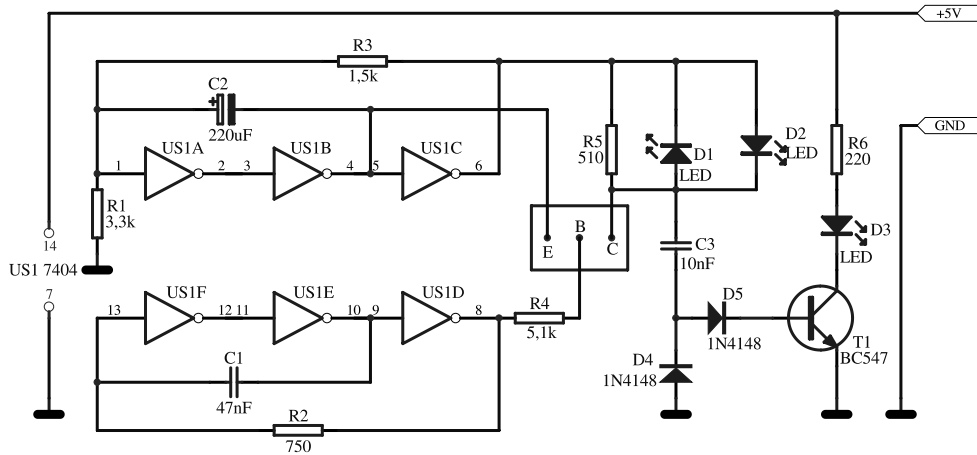 +5V
R3
1,5k
C2
220uF
GND
R5
510
D1
LED
D2
LED
R6
220
US1A
US1B
US1C
1
2
3
4
5
6
R1
3,3k
14
US1 7404
7
E
B
C
C3
10nF
D3
LED
US1F
US1E
US1D
13
12
11
10
9
8
R4
5,1k
D5
1N4148
T1
BC547
C1
47nF
D4
1N4148
R2
750